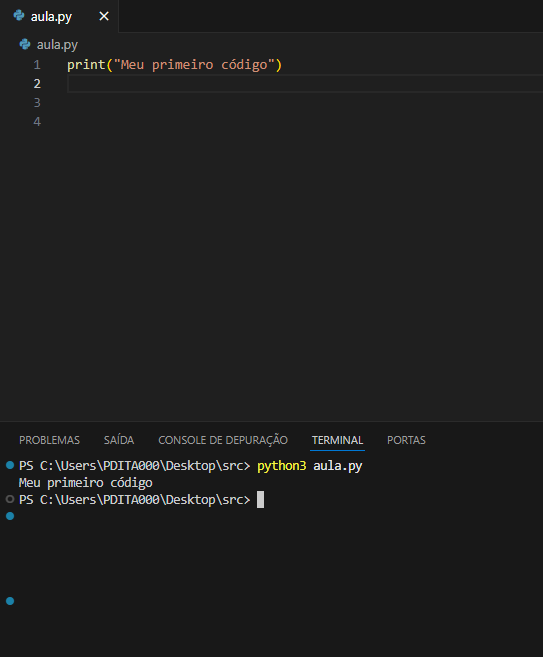 aula.py
aula.py
1 print("Meu primeiro código")
2
3
4
PROBLEMAS SAÍDA CONSOLE DE DEPURAÇÃO TERMINAL PORTAS
PS C:\Users\PDITA000\Desktop\src> python3 aula.py
Meu primeiro código
PS C:\Users\PDITA000\Desktop\src>